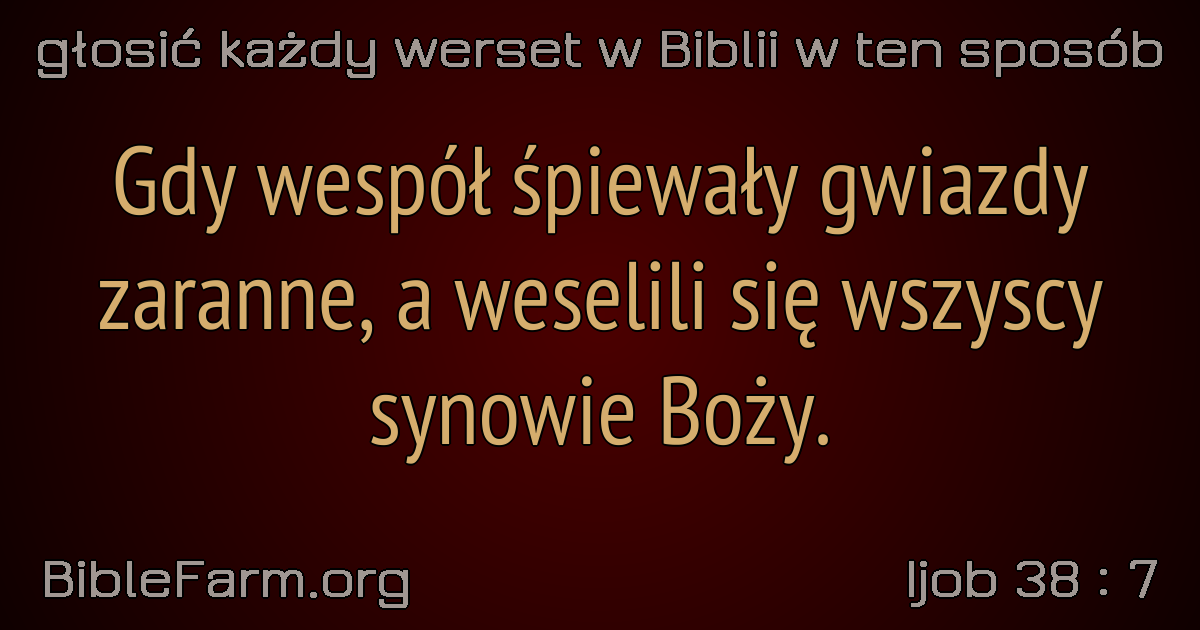 głosić każdy werset w Biblii w ten sposób
Gdy wespół śpiewały gwiazdy
zaranne, a weselili się wszyscy
synowie Boży.
BibleFarm.org
Ijob 38 : 7